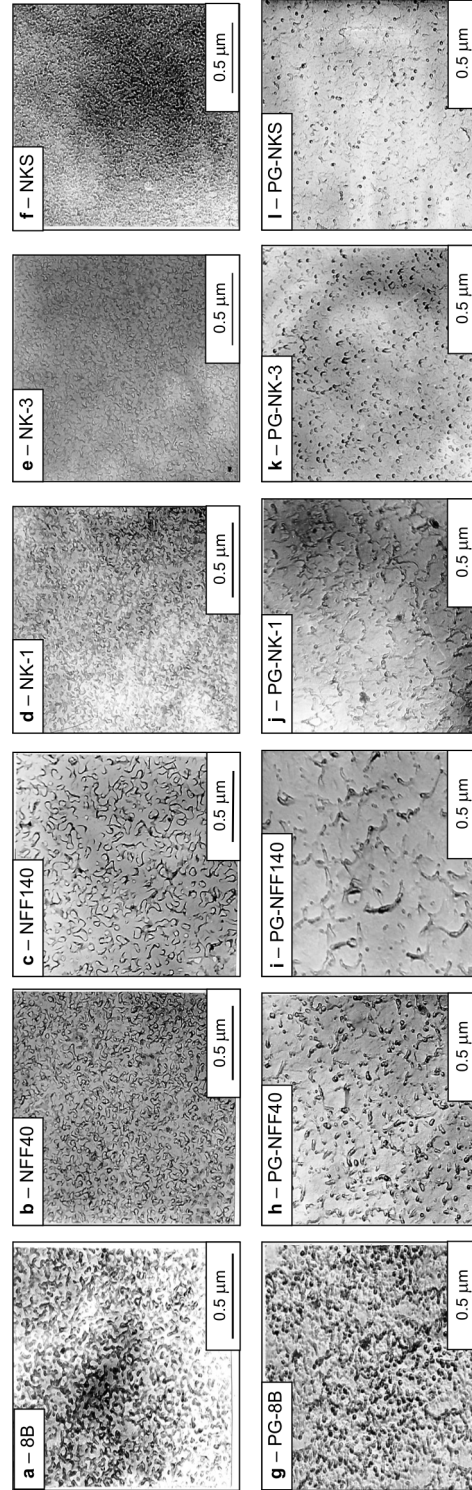 a – 8B
0.5 μm
b – NFF40
0.5 μm
c – NFF140
0.5 μm
d – NK-1
0.5 μm
e – NK-3
0.5 μm
f – NKS
0.5 μm
g – PG-8B
0.5 μm
h – PG-NFF40
0.5 μm
i – PG-NFF140
0.5 μm
j – PG-NK-1
0.5 μm
k – PG-NK-3
0.5 μm
l – PG-NKS
0.5 μm